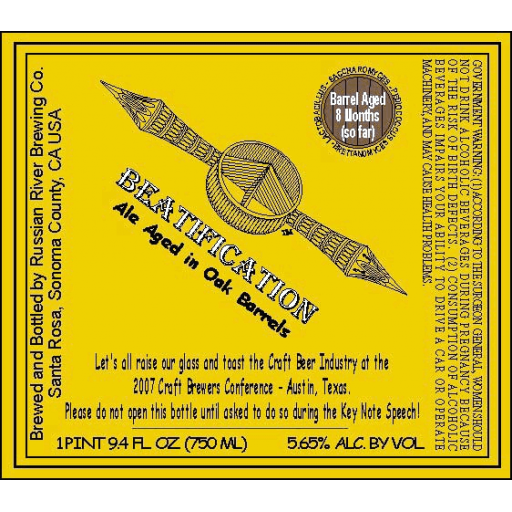 Brewed and Bottled by Russian River Brewing Co.
Santa Rosa, Sonoma County, CA USA
LACTOBACILLUS - SACCHAROMYCES - PEDIOCOCCUS - BRETTANOMYCES
Barrel Aged
8 Months
(so far)
BEATIFICATION
TM
Ale Aged in Oak Barrels
Let's all raise our glass and toast the Craft Beer Industry at the
2007 Craft Brewers Conference - Austin, Texas.
Please do not open this bottle until asked to do so during the Key Note Speech!
1 PINT 9.4 FL. OZ (750 ML) 5.65% ALC. BY VOL
GOVERNMENT WARNING: (1) ACCORDING TO THE SURGEON GENERAL, WOMEN SHOULD
NOT DRINK ALCOHOLIC BEVERAGES DURING PREGNANCY BECAUSE
OF THE RISK OF BIRTH DEFECTS. (2) CONSUMPTION OF ALCOHOLIC
BEVERAGES IMPAIRS YOUR ABILITY TO DRIVE A CAR OR OPERATE
MACHINERY, AND MAY CAUSE HEALTH PROBLEMS.